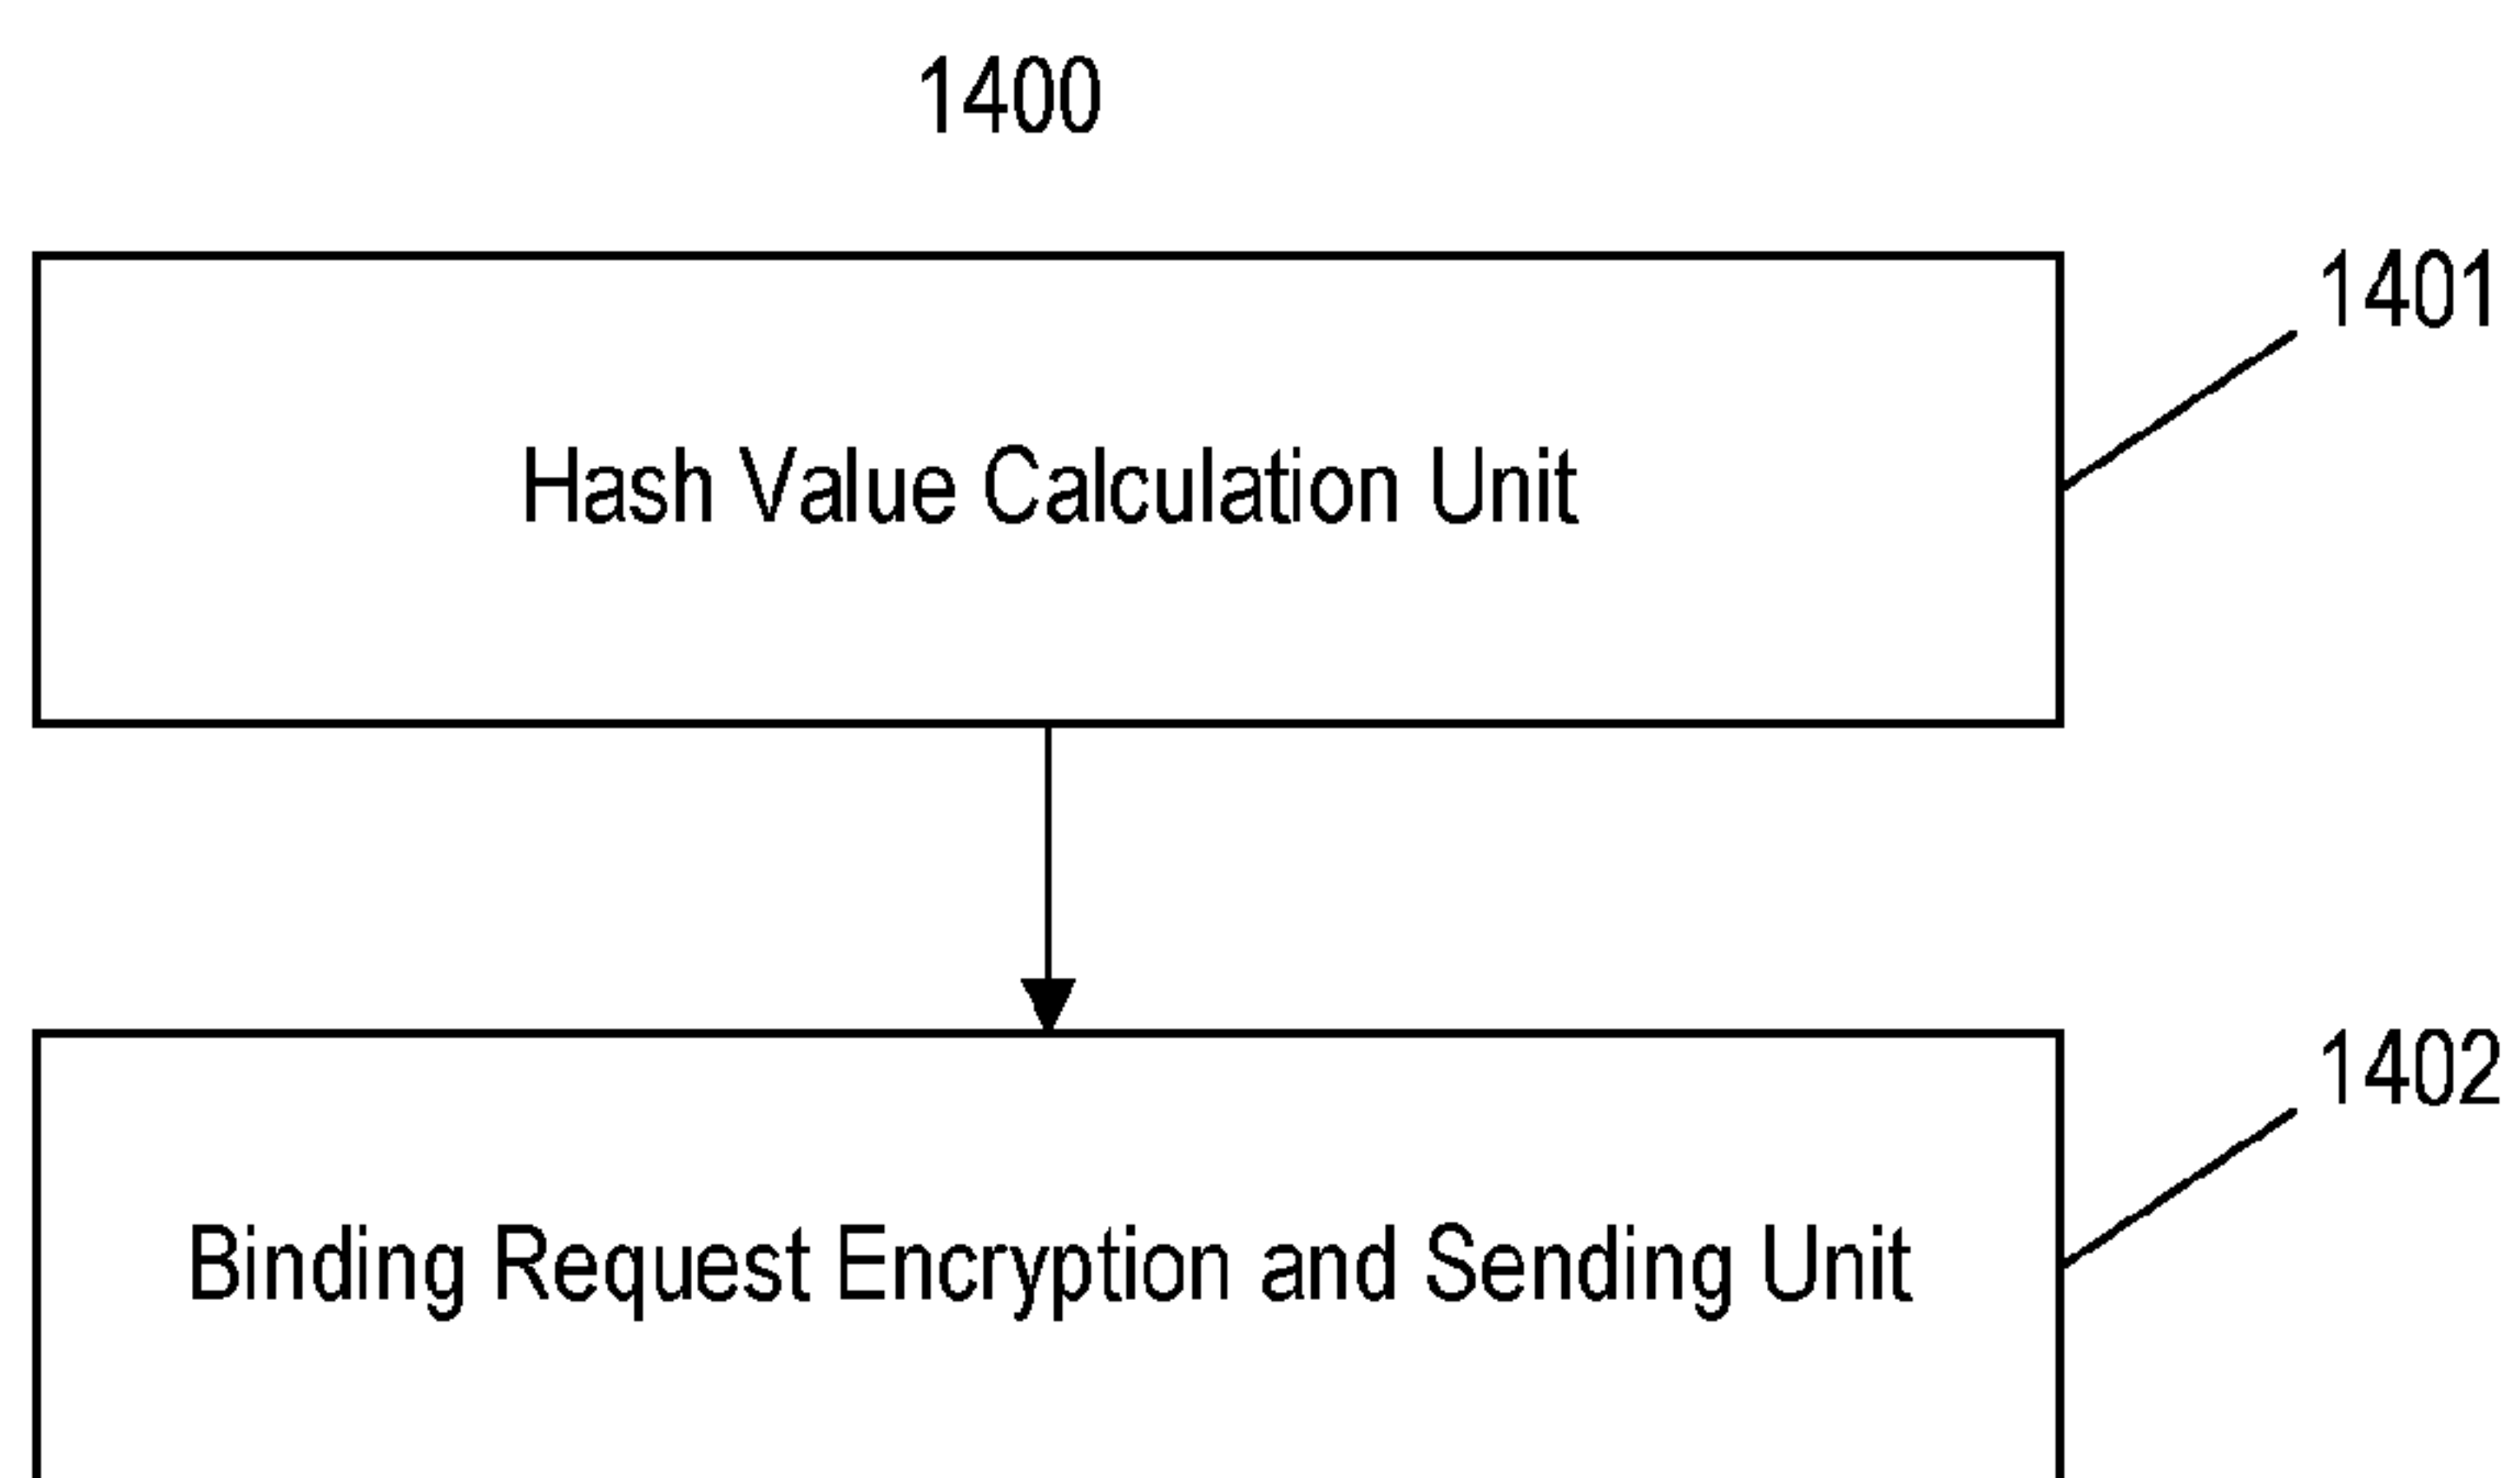 1400
1401
Hash Value Calculation Unit
1402
Binding Request Encryption and Sending Unit